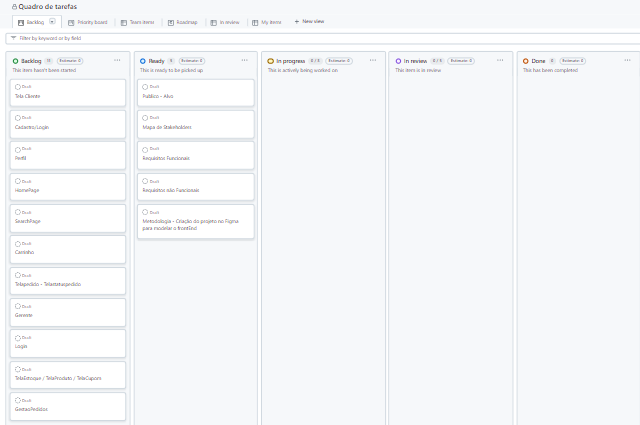 Quadro de tarefas
Backlog
Priority board
Team items
Roadmap
In review
My items
+ New view
Filter by keyword or by field
Backlog 11 Estimate: 0
This item hasn't been started
Draft
Tela Cliente
Draft
Cadastro/Login
Draft
Perfil
Draft
HomePage
Draft
SearchPage
Draft
Carrinho
Draft
Telapedido - Telastatuspedido
Draft
Gerente
Draft
Login
Draft
TelaEstoque / TelaProduto / TelaCupom
Draft
GestaoPedidos
Ready 5 Estimate: 0
This is ready to be picked up
Draft
Publico - Alvo
Draft
Mapa de Stakeholders
Draft
Requisitos Funcionais
Draft
Requisitos não Funcionais
Draft
Metodologia - Criação do projeto no Figma
para modelar o frontEnd
In progress 0 / 3 Estimate: 0
This is actively being worked on
In review 0 / 5 Estimate: 0
This item is in review
Done 0 Estimate: 0
This has been completed